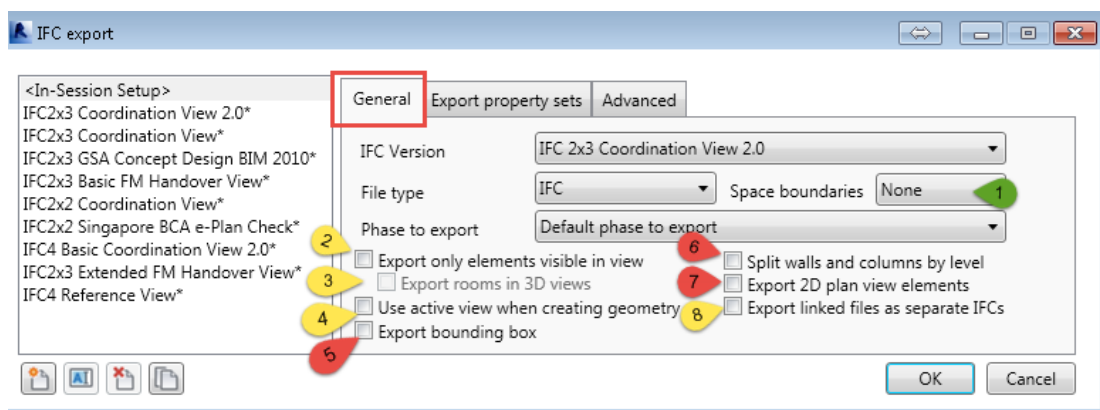 IFC export
<In-Session Setup>
IFC2x3 Coordination View 2.0*
IFC2x3 Coordination View*
IFC2x3 GSA Concept Design BIM 2010*
IFC2x3 Basic FM Handover View*
IFC2x2 Coordination View*
IFC2x2 Singapore BCA e-Plan Check*
IFC4 Basic Coordination View 2.0*
IFC2x3 Extended FM Handover View*
IFC4 Reference View*
General Export property sets Advanced
IFC Version IFC 2x3 Coordination View 2.0
File type IFC Space boundaries None 1
Phase to export Default phase to export
2 Export only elements visible in view
3 Export rooms in 3D views
4 Use active view when creating geometry
5 Export bounding box
6 Split walls and columns by level
7 Export 2D plan view elements
8 Export linked files as separate IFCs
AI
OK Cancel